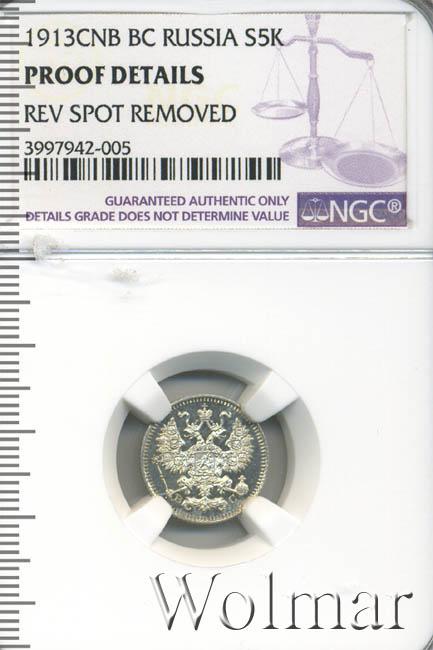 1913CNB BC RUSSIA S5K
PROOF DETAILS
REV SPOT REMOVED
3997942-005
GUARANTEED AUTHENTIC ONLY
DETAILS GRADE DOES NOT DETERMINE VALUE
NGC®
Wolmar